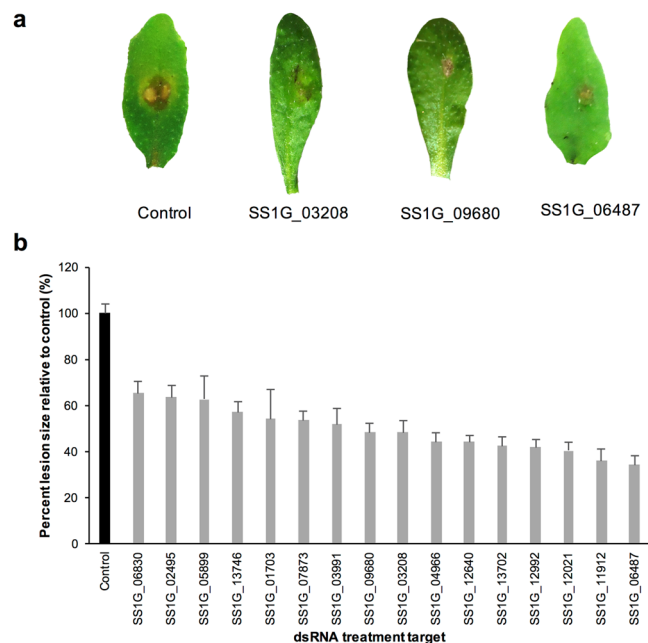 a
Control
SS1G_03208
SS1G_09680
SS1G_06487
b
Percent lesion size relative to control (%)
120
100
80
60
40
20
0
Control
SS1G_06830
SS1G_02495
SS1G_05899
SS1G_13746
SS1G_01703
SS1G_07873
SS1G_03991
SS1G_09680
SS1G_03208
SS1G_04966
SS1G_12640
SS1G_13702
SS1G_12992
SS1G_12021
SS1G_11912
SS1G_06487
dsRNA treatment target